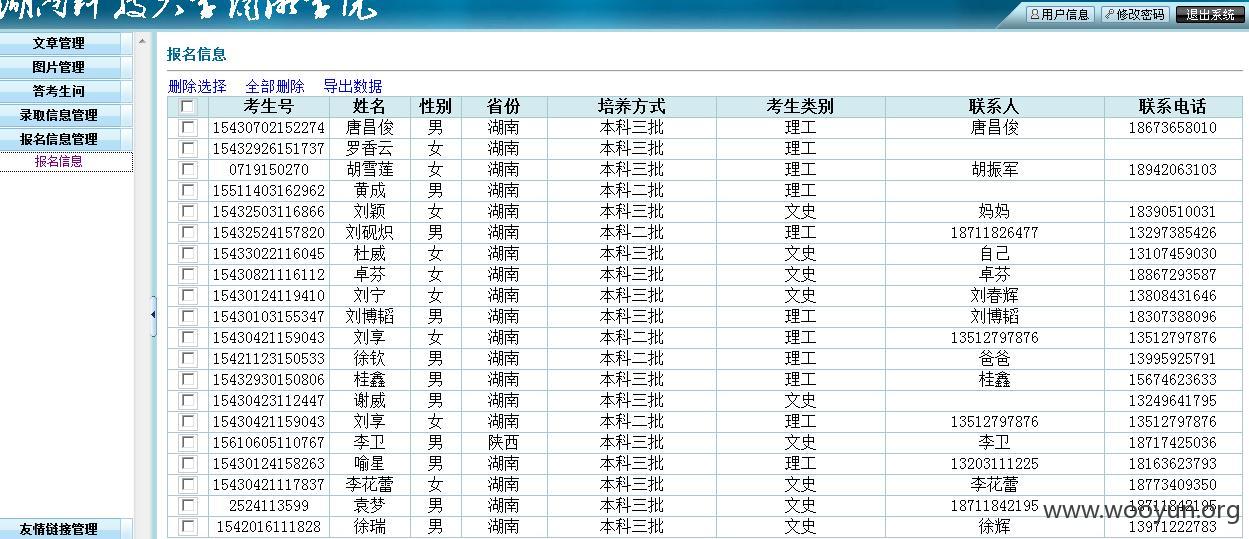 湖南科技大学潇湘学院
用户信息 修改密码 退出系统
文章管理
图片管理
答考生问
录取信息管理
报名信息管理
报名信息
友情链接管理
报名信息
删除选择 全部删除 导出数据
考生号 姓名 性别 省份 培养方式 考生类别 联系人 联系电话
15430702152274 唐昌俊 男 湖南 本科三批 理工 唐昌俊 18673658010
15432926151737 罗香云 女 湖南 本科三批 理工
0719150270 胡雪莲 女 湖南 本科三批 理工 胡振军 18942063103
15511403162962 黄成 男 湖南 本科二批 理工
15432503116866 刘颖 女 湖南 本科三批 文史 妈妈 18390510031
15432524157820 刘砚炽 男 湖南 本科二批 理工 18711826477 13297385426
15433022116045 杜威 女 湖南 本科三批 文史 自己 13107459030
15430821116112 卓芬 女 湖南 本科三批 文史 卓芬 18867293587
15430124119410 刘宁 女 湖南 本科三批 文史 刘春辉 13808431646
15430103155347 刘博韬 男 湖南 本科三批 理工 刘博韬 18307388096
15430421159043 刘享 女 湖南 本科二批 理工 13512797876 13512797876
15421123150533 徐钦 男 湖南 本科二批 理工 爸爸 13995925791
15432930150806 桂鑫 男 湖南 本科三批 理工 桂鑫 15674623633
15430423112447 谢威 男 湖南 本科三批 文史 13249641795
15430421159043 刘享 女 湖南 本科二批 理工 13512797876 13512797876
15610605110767 李卫 男 陕西 本科三批 文史 李卫 18717425036
15430124158263 喻星 男 湖南 本科三批 理工 13203111225 18163623793
15430421117837 李花蕾 女 湖南 本科三批 文史 李花蕾 18773409350
2524113599 袁梦 男 湖南 本科三批 文史 18711842195 18711842195
1542016111828 徐瑞 男 湖南 本科三批 文史 徐辉 13971222783
www.wooyun.org